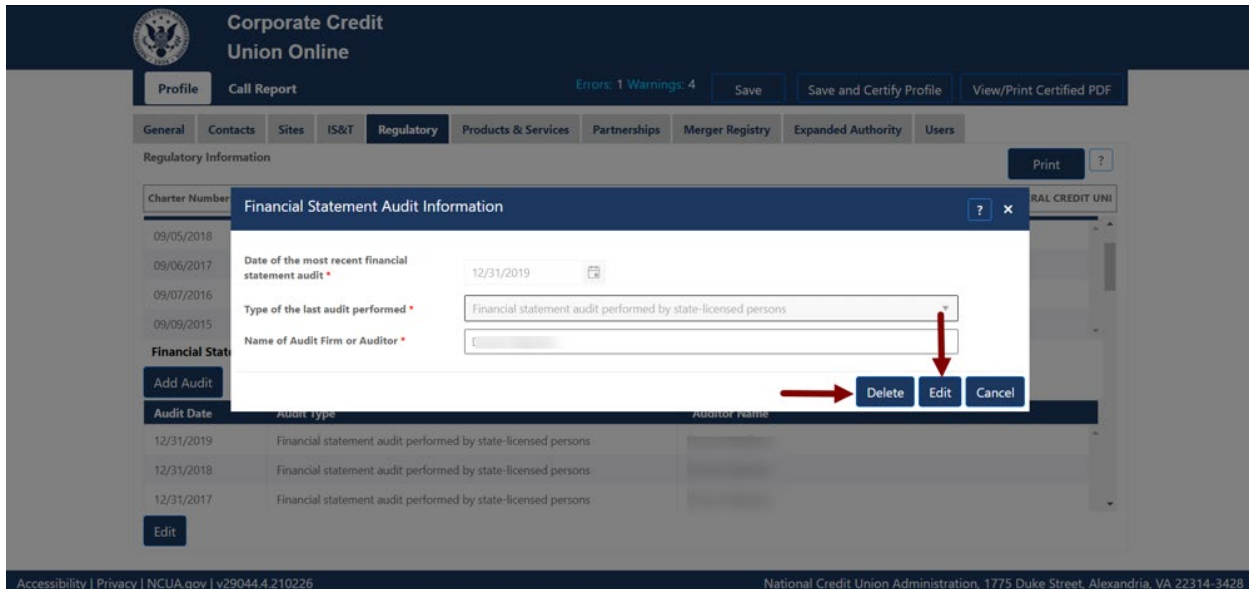 Corporate Credit
Union Online
Profile Call Report Errors: 1 Warnings: 4 Save Save and Certify Profile View/Print Certified PDF
General Contacts Sites IS&T Regulatory Products & Services Partnerships Merger Registry Expanded Authority Users
Regulatory Information Print ?
Charter Number RAL CREDIT UNI
Financial Statement Audit Information ? ×
09/05/2018
09/06/2017
Date of the most recent financial
statement audit * 12/31/2019
09/07/2016
Type of the last audit performed * Financial statement audit performed by state-licensed persons
09/09/2015
Name of Audit Firm or Auditor *
Financial State
Add Audit
Delete Edit Cancel
Audit Date Audit Type Auditor Name
12/31/2019 Financial statement audit performed by state-licensed persons
12/31/2018 Financial statement audit performed by state-licensed persons
12/31/2017 Financial statement audit performed by state-licensed persons
Edit
Accessibility | Privacy | NCUA.gov | v29044.4.210226 National Credit Union Administration, 1775 Duke Street, Alexandria, VA 22314-3428